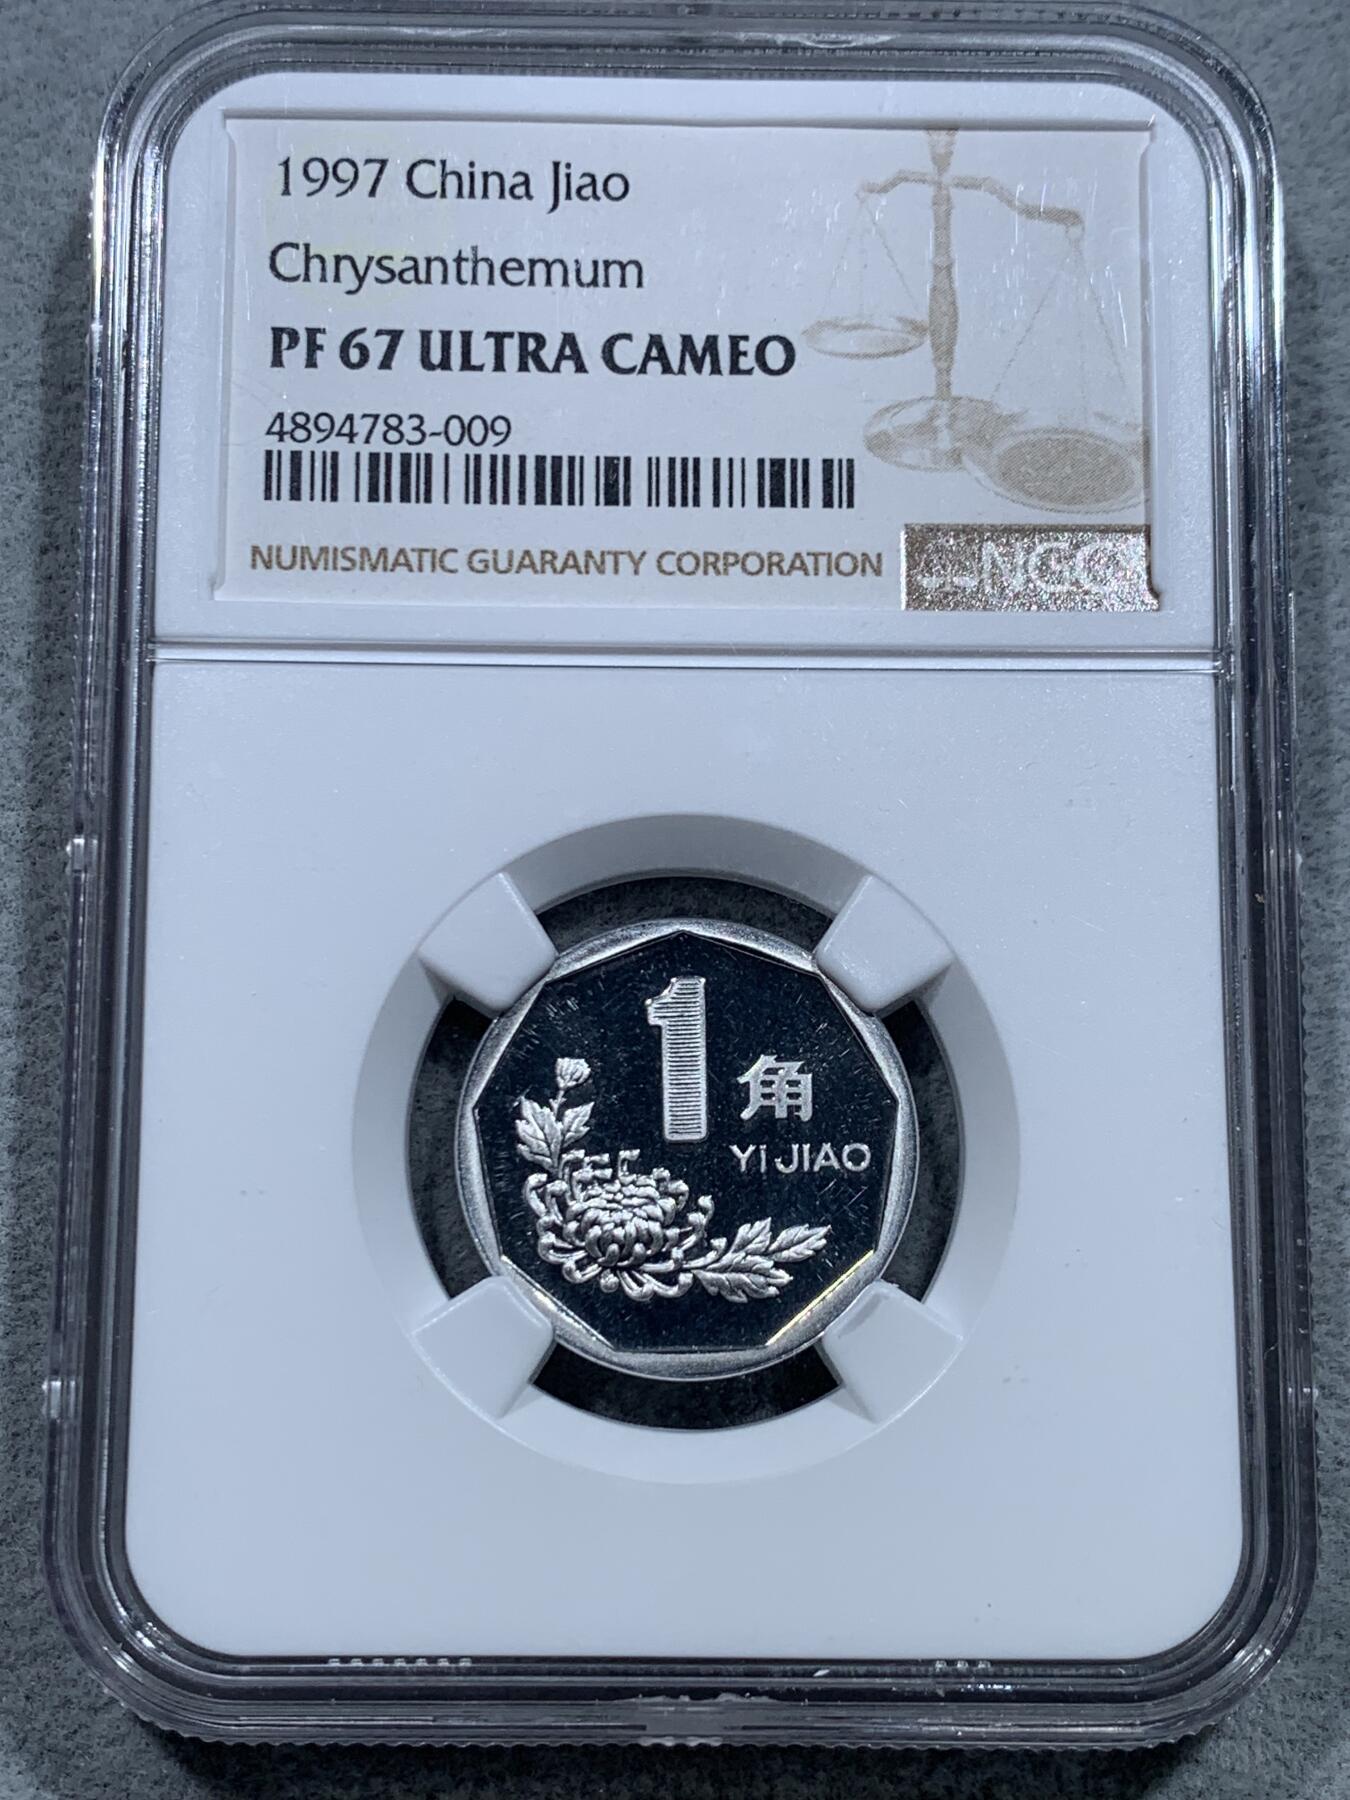 1997 China Jiao
Chrysanthemum
PF 67 ULTRA CAMEO
4894783-009
NUMISMATIC GUARANTY CORPORATION
NGC
1
角
YI JIAO